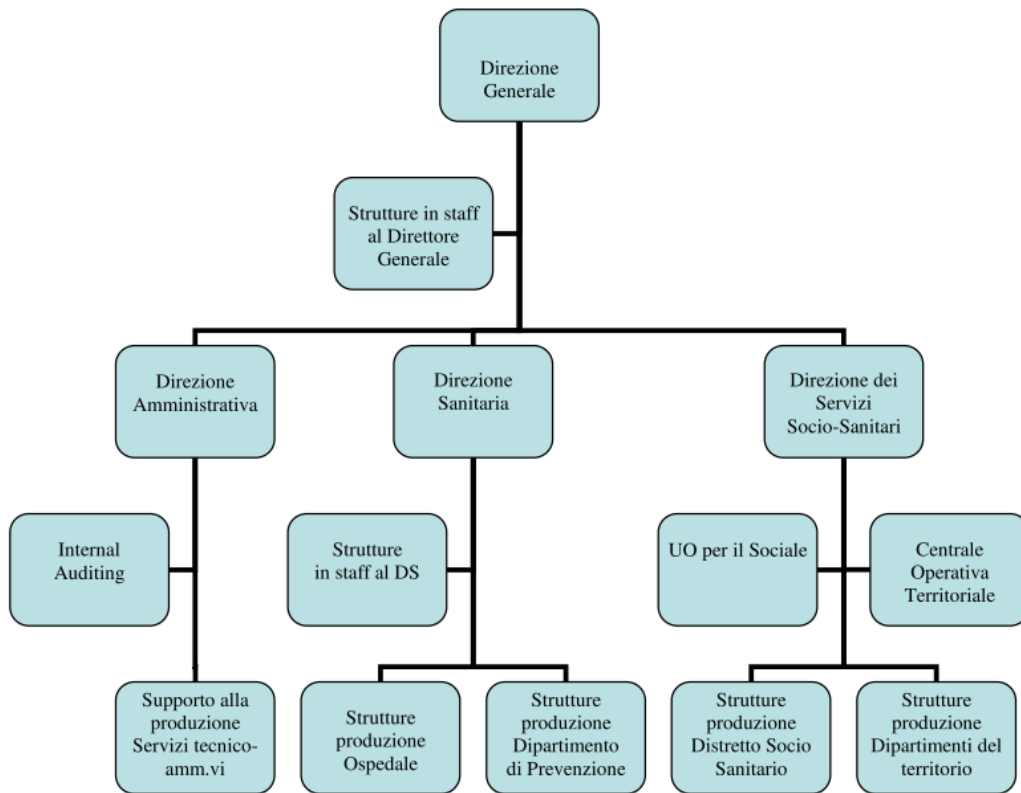 Direzione
Generale
Strutture in staff
al Direttore
Generale
Direzione
Amministrativa
Direzione
Sanitaria
Direzione dei
Servizi
Socio-Sanitari
Internal
Auditing
Strutture
in staff al DS
UO per il Sociale
Centrale
Operativa
Territoriale
Supporto alla
produzione
Servizi tecnico-
amm.vi
Strutture
produzione
Ospedale
Strutture
produzione
Dipartimento
di Prevenzione
Strutture
produzione
Distretto Socio
Sanitario
Strutture
produzione
Dipartimenti del
territorio